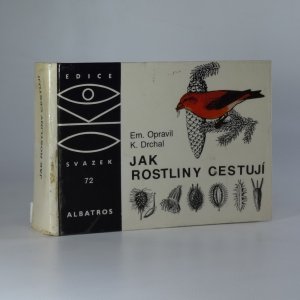 JAK ROSTLINY CESTUJÍ
EDICE
OKO
SVAZEK
72
ALBATROS
Em. Opravil
K. Drchal
JAK
ROSTLINY CESTUJÍ